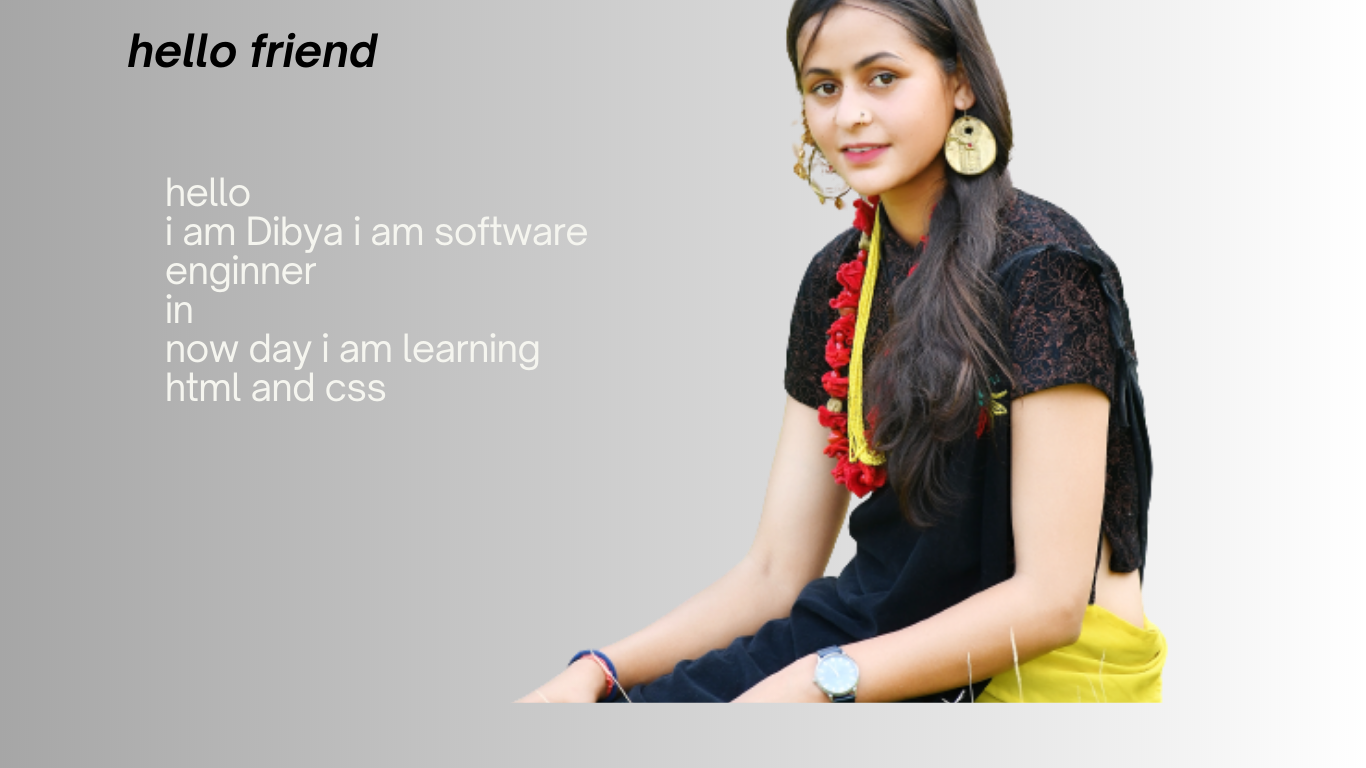 hello friend
hello
i am Dibya i am software
enginner
in
now day i am learning
html and css